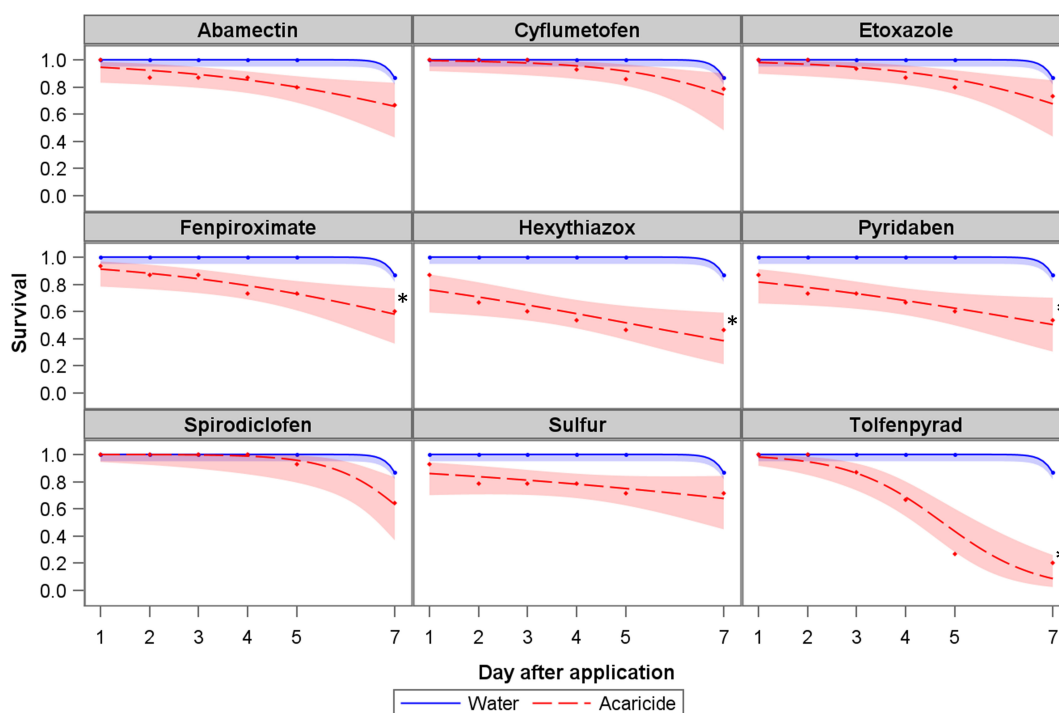 Abamectin Cyflumetofen Etoxazole
1.0
0.8
0.6
0.4
0.2
0.0
Fenpiroximate Hexythiazox Pyridaben
1.0
0.8
0.6
0.4
0.2
0.0
* * *
Spirodiclofen Sulfur Tolfenpyrad
1.0
0.8
0.6
0.4
0.2
0.0
*
Survival
1 2 3 4 5 7 1 2 3 4 5 7 1 2 3 4 5 7
Day after application
Water Acaricide